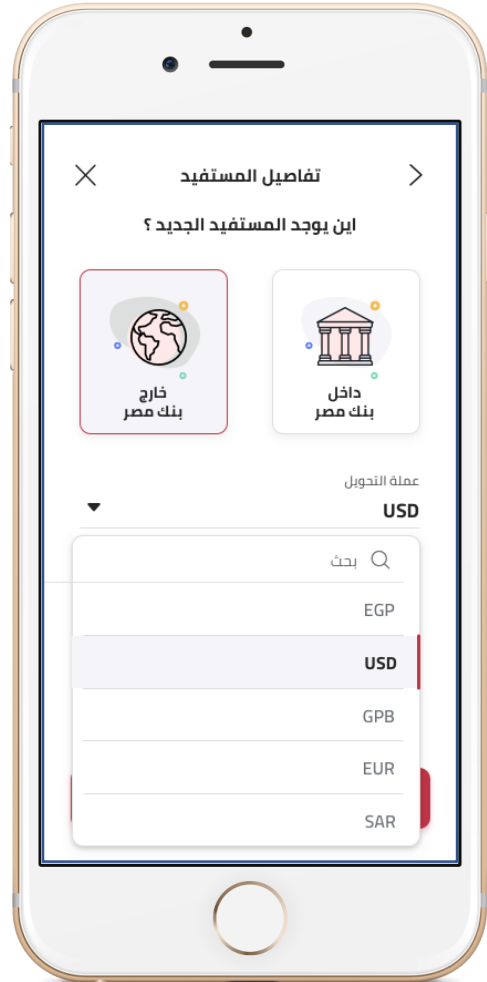 تفاصيل المستفيد
اين يوجد المستفيد الجديد ؟
داخل
بنك مصر
خارج
بنك مصر
عملة التحويل
USD
بحث
EGP
USD
GPB
EUR
SAR